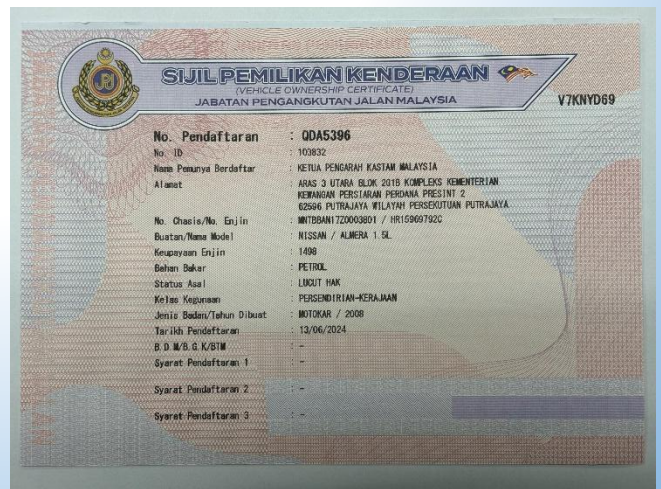 SIJIL PEMILIKAN KENDERAAN
(VEHICLE OWNERSHIP CERTIFICATE)
JABATAN PENGANGKUTAN JALAN MALAYSIA
V7KNYD69
No. Pendaftaran : QDA5396
No. ID : 103832
Nama Pemunya Berdaftar : KETUA PENGARAH KASTAM MALAYSIA
Alamat : ARAS 3 UTARA BLOK 201B KOMPLEKS KEMENTERIAN
KEWANGAN PERSIARAN PERDANA PRESINT 2
62596 PUTRAJAYA WILAYAH PERSEKUTUAN PUTRAJAYA
No. Chasis/No. Enjin : MNTBBAN17Z0003801 / HR15969792C
Buatan/Nama Model : NISSAN / ALMERA 1.5L
Keupayaan Enjin : 1498
Bahan Bakar : PETROL
Status Asal : LUCUT HAK
Kelas Kegunaan : PERSENDIRIAN-KERAJAAN
Jenis Badan/Tahun Dibuat : MOTOKAR / 2008
Tarikh Pendaftaran : 13/06/2024
B.D.M/B.G.K/BTM : -
Syarat Pendaftaran 1 : -
Syarat Pendaftaran 2 : -
Syarat Pendaftaran 3 : -